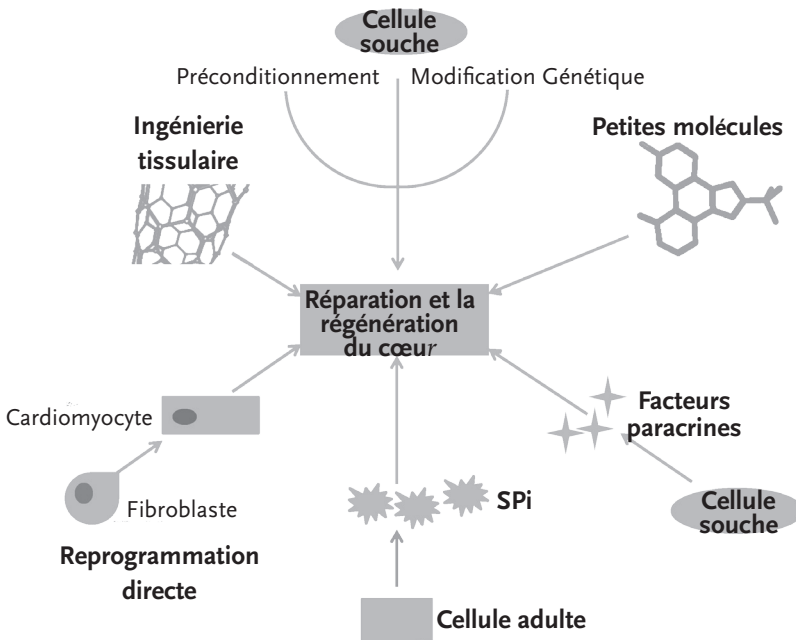 Cellule
souche
Préconditionnement
Modification Génétique
Ingénierie
tissulaire
Petites molécules
Réparation et la
régénération
du cœur
Cardiomyocyte
Facteurs
paracrines
Fibroblaste
SPi
Cellule
souche
Reprogrammation
directe
Cellule adulte